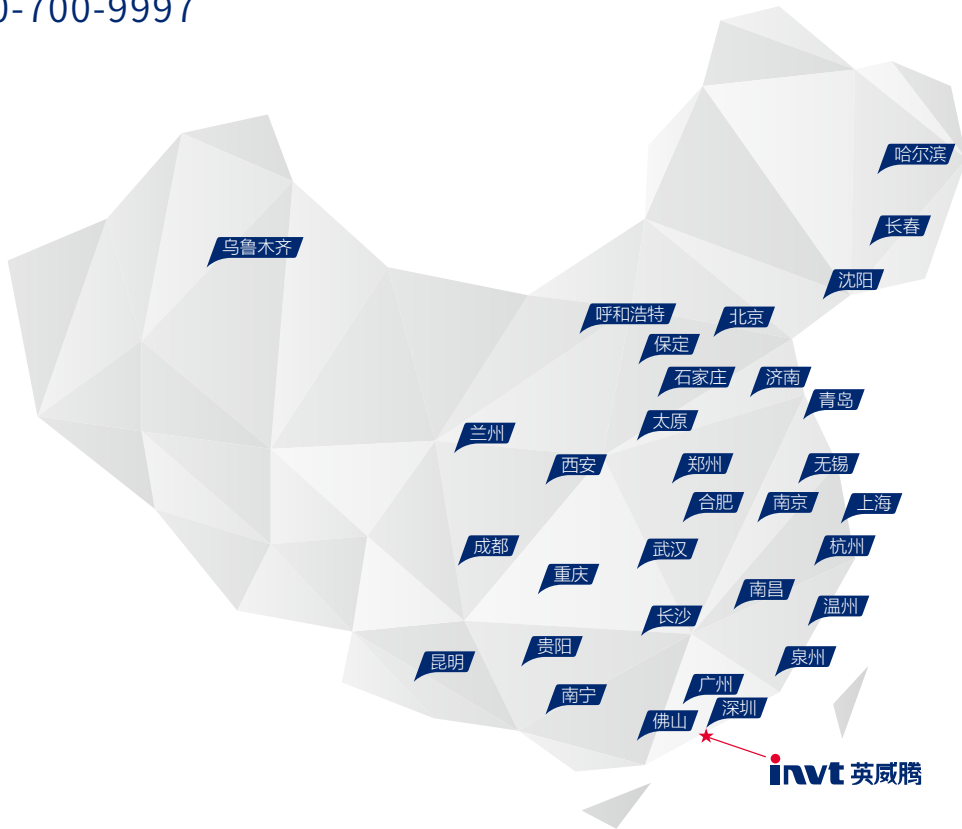 0-700-9997
哈尔滨
长春
乌鲁木齐
沈阳
呼和浩特
北京
保定
石家庄
济南
青岛
太原
兰州
西安
郑州
无锡
合肥
南京
上海
成都
武汉
杭州
重庆
南昌
温州
长沙
贵阳
泉州
昆明
广州
南宁
深圳
佛山
invt 英威腾